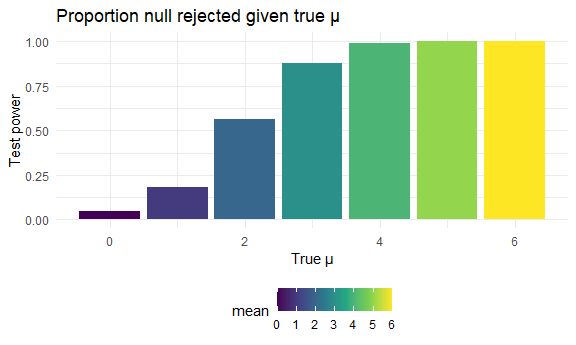 Proportion null rejected given true μ
1.00
0.75
0.50
0.25
0.00
Test power
0 2 4 6
True μ
mean
0 1 2 3 4 5 6